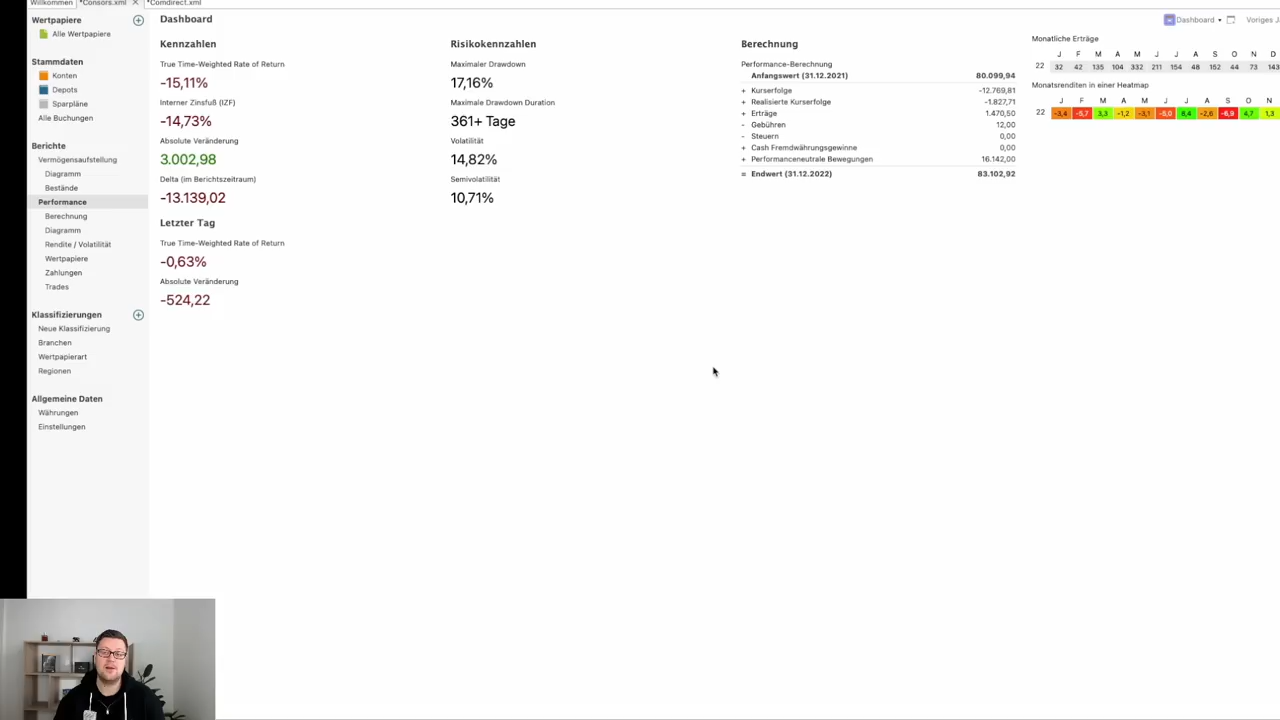 Willkommen *Consors.xml *Comdirect.xml
Wertpapiere
Alle Wertpapiere
Stammdaten
Konten
Depots
Sparpläne
Alle Buchungen
Berichte
Vermögensaufstellung
Diagramm
Bestände
Performance
Berechnung
Diagramm
Rendite / Volatilität
Wertpapiere
Zahlungen
Trades
Klassifizierungen
Neue Klassifizierung
Branchen
Wertpapierart
Regionen
Allgemeine Daten
Währungen
Einstellungen
Dashboard
Dashboard
Voriges J
Kennzahlen
True Time-Weighted Rate of Return
-15,11%
Interner Zinsfuß (IZF)
-14,73%
Absolute Veränderung
3.002,98
Delta (im Berichtszeitraum)
-13.139,02
Letzter Tag
True Time-Weighted Rate of Return
-0,63%
Absolute Veränderung
-524,22
Risikokennzahlen
Maximaler Drawdown
17,16%
Maximale Drawdown Duration
361+ Tage
Volatilität
14,82%
Semivolatilität
10,71%
Berechnung
Performance-Berechnung
Anfangswert (31.12.2021) 80.099,94
+ Kurserfolge -12.769,81
+ Realisierte Kurserfolge -1.827,71
+ Erträge 1.470,50
- Gebühren 12,00
- Steuern 0,00
+ Cash Fremdwährungsgewinne 0,00
+ Performanceneutrale Bewegungen 16.142,00
= Endwert (31.12.2022) 83.102,92
Monatliche Erträge
J F M A M J J A S O N D
22 32 42 135 104 332 211 154 48 152 44 73 143
Monatsrenditen in einer Heatmap
J F M A M J J A S O N
22 -3,4 -5,7 3,3 -1,2 -3,1 -5,0 8,4 -2,6 -6,9 4,7 1,3